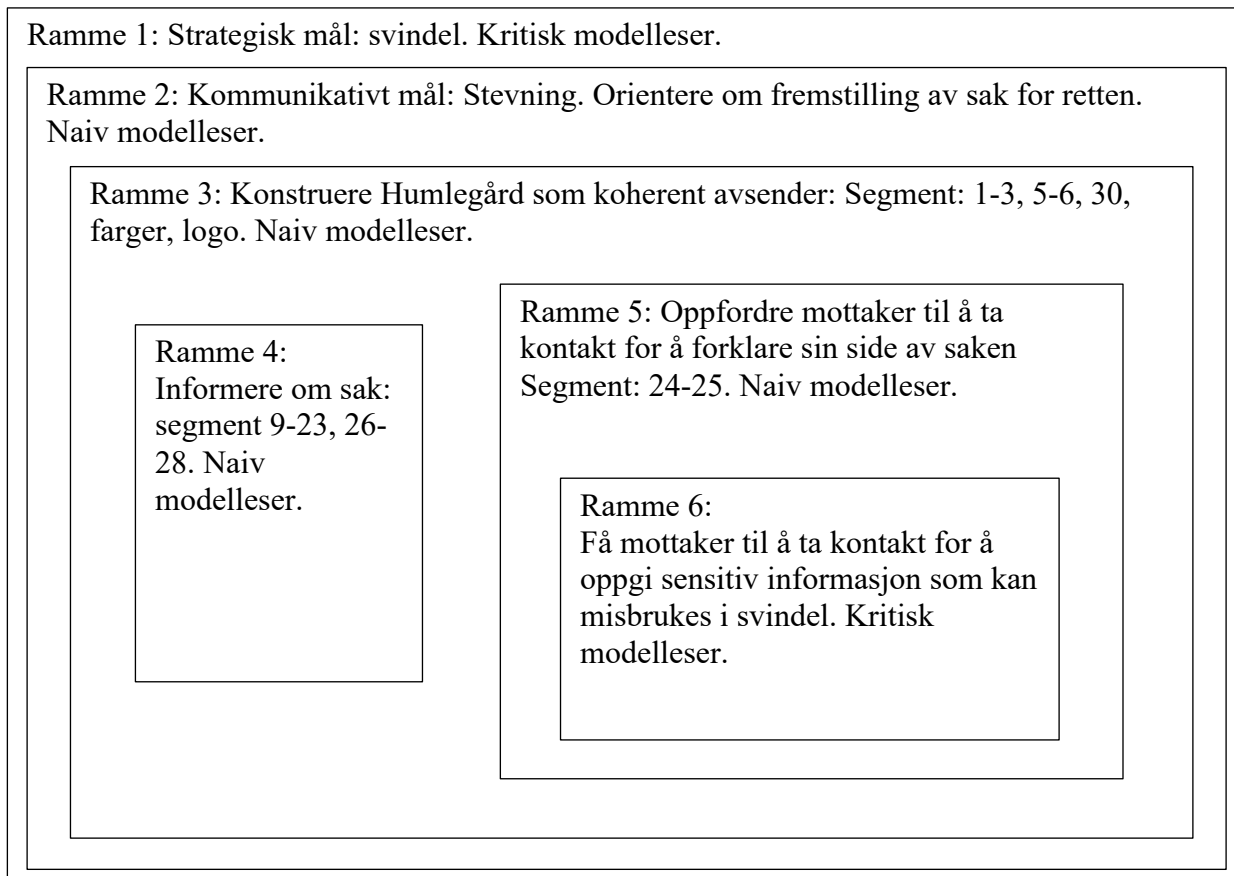 Ramme 1: Strategisk mål: svindel. Kritisk modelleser.
Ramme 2: Kommunikativt mål: Stevning. Orientere om fremstilling av sak for retten.
Naiv modelleser.
Ramme 3: Konstruere Humlegård som koherent avsender: Segment: 1-3, 5-6, 30,
farger, logo. Naiv modelleser.
Ramme 4:
Informere om sak:
segment 9-23, 26-
28. Naiv
modelleser.
Ramme 5: Oppfordre mottaker til å ta
kontakt for å forklare sin side av saken
Segment: 24-25. Naiv modelleser.
Ramme 6:
Få mottaker til å ta kontakt for å
oppgi sensitiv informasjon som kan
misbrukes i svindel. Kritisk
modelleser.